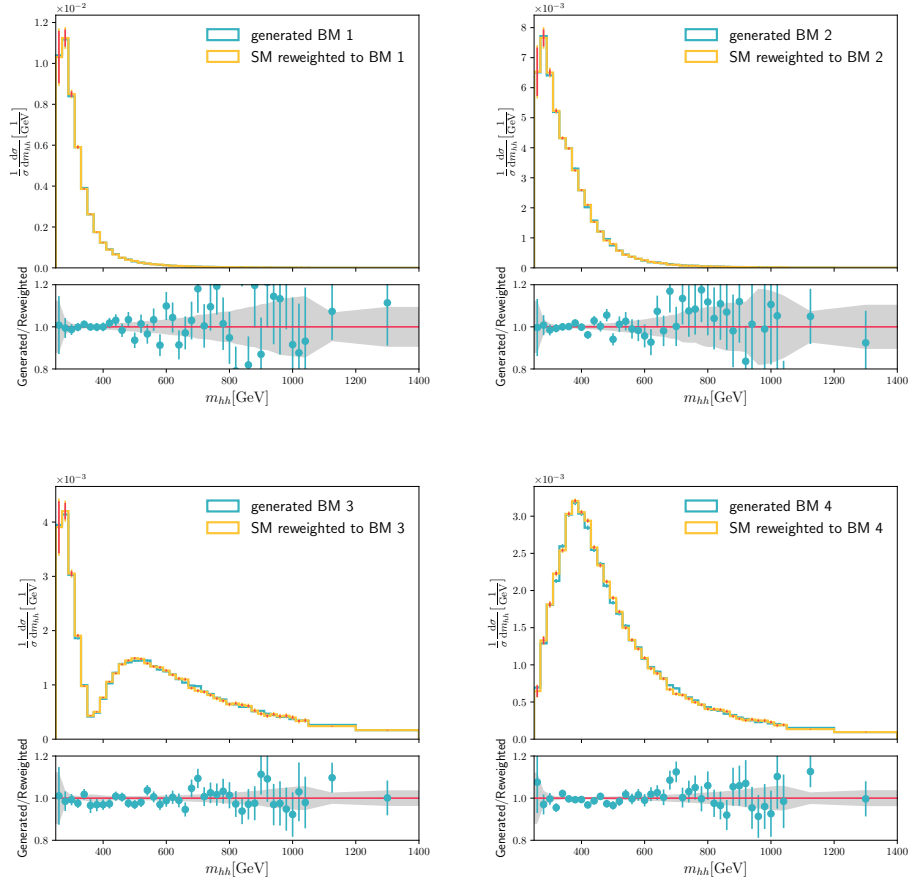 ×10⁻²
generated BM 1
SM reweighted to BM 1
1.2
1.0
0.8
0.6
0.4
0.2
0.0
1/σ dσ/dm_hh [1/GeV]
1.2
1.0
0.8
Generated/Reweighted
400 600 800 1000 1200 1400
m_hh[GeV]
×10⁻³
generated BM 2
SM reweighted to BM 2
8
7
6
5
4
3
2
1
0
1/σ dσ/dm_hh [1/GeV]
1.2
1.0
0.8
Generated/Reweighted
400 600 800 1000 1200 1400
m_hh[GeV]
×10⁻³
generated BM 3
SM reweighted to BM 3
4
3
2
1
0
1/σ dσ/dm_hh [1/GeV]
1.2
1.0
0.8
Generated/Reweighted
400 600 800 1000 1200 1400
m_hh[GeV]
×10⁻³
generated BM 4
SM reweighted to BM 4
3.0
2.5
2.0
1.5
1.0
0.5
0.0
1/σ dσ/dm_hh [1/GeV]
1.2
1.0
0.8
Generated/Reweighted
400 600 800 1000 1200 1400
m_hh[GeV]